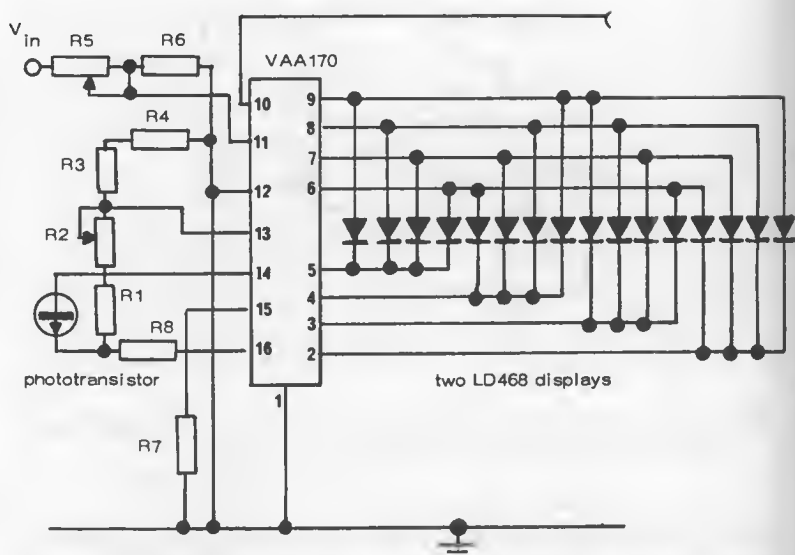 V in
R5
R6
VAA170
10
9
R4
8
11
7
R3
12
6
R2
13
14
5
R1
15
4
R8
3
16
2
phototransistor
two LD468 displays
1
R7